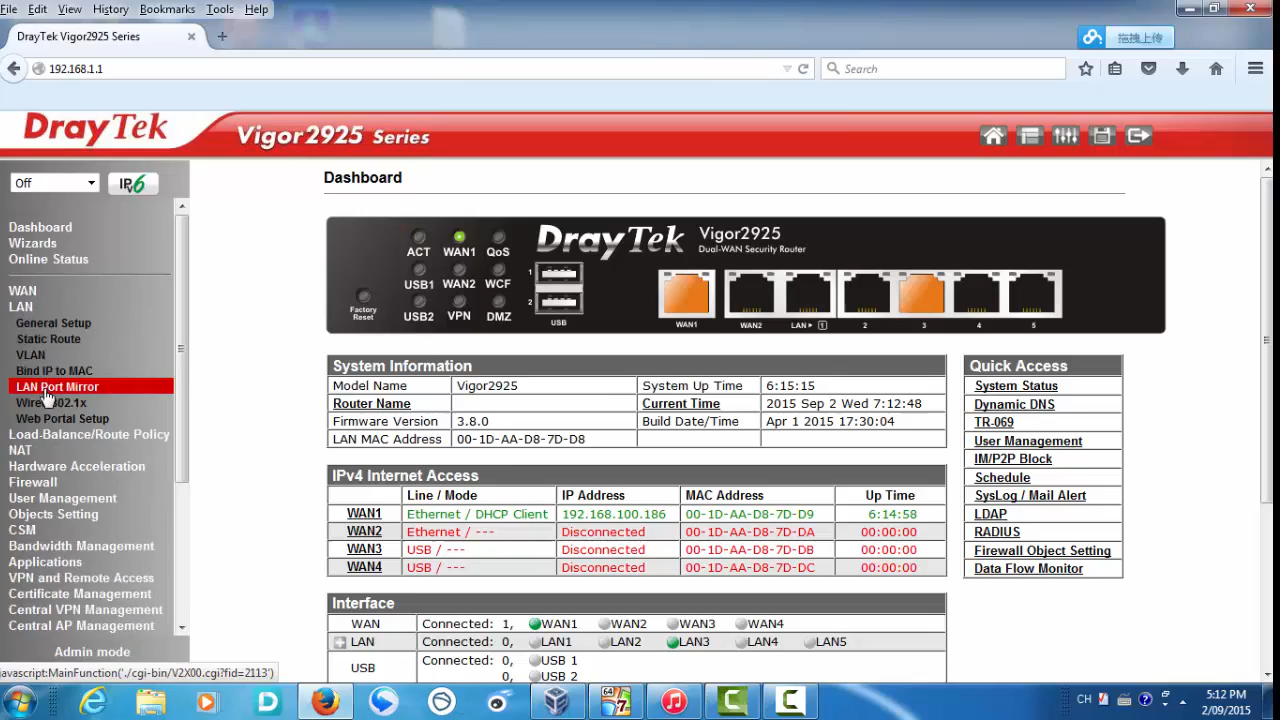 File Edit View History Bookmarks Tools Help
DrayTek Vigor2925 Series × +
拖拽上传
192.168.1.1
Search
DrayTek Vigor2925 Series
Off IPv6
Dashboard
Wizards
Online Status
WAN
LAN
General Setup
Static Route
VLAN
Bind IP to MAC
LAN Port Mirror
Wired 802.1x
Web Portal Setup
Load-Balance/Route Policy
NAT
Hardware Acceleration
Firewall
User Management
Objects Setting
CSM
Bandwidth Management
Applications
VPN and Remote Access
Certificate Management
Central VPN Management
Central AP Management
Admin mode
javascript:MainFunction('./cgi-bin/V2X00.cgi?fid=2113')
Dashboard
ACT WAN1 QoS
USB1 WAN2 WCF
USB2 VPN DMZ
Factory
Reset
DrayTek Vigor2925
Dual-WAN Security Router
1
2
USB
WAN1 WAN2 LAN▸ 1 2 3 4 5
System Information
Model Name Vigor2925 System Up Time 6:15:15
Router Name Current Time 2015 Sep 2 Wed 7:12:48
Firmware Version 3.8.0 Build Date/Time Apr 1 2015 17:30:04
LAN MAC Address 00-1D-AA-D8-7D-D8
IPv4 Internet Access
Line / Mode IP Address MAC Address Up Time
WAN1 Ethernet / DHCP Client 192.168.100.186 00-1D-AA-D8-7D-D9 6:14:58
WAN2 Ethernet / --- Disconnected 00-1D-AA-D8-7D-DA 00:00:00
WAN3 USB / --- Disconnected 00-1D-AA-D8-7D-DB 00:00:00
WAN4 USB / --- Disconnected 00-1D-AA-D8-7D-DC 00:00:00
Interface
WAN Connected: 1, WAN1 WAN2 WAN3 WAN4
LAN Connected: 0, LAN1 LAN2 LAN3 LAN4 LAN5
USB Connected: 0, USB 1
0, USB 2
Quick Access
System Status
Dynamic DNS
TR-069
User Management
IM/P2P Block
Schedule
SysLog / Mail Alert
LDAP
RADIUS
Firewall Object Setting
Data Flow Monitor
CH
5:12 PM
2/09/2015